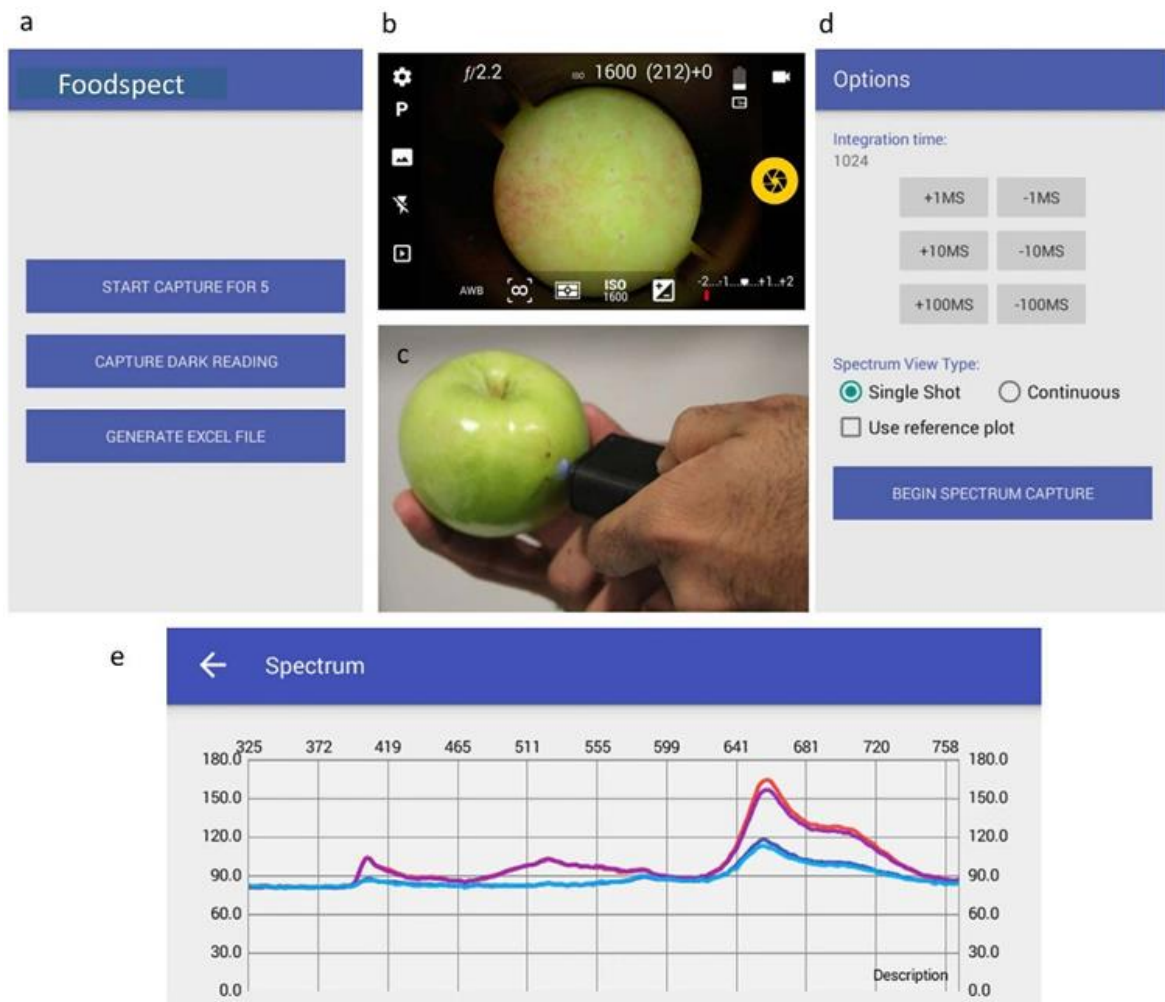 a
Foodspect
START CAPTURE FOR 5
CAPTURE DARK READING
GENERATE EXCEL FILE
b
f/2.2 ISO 1600 (212)+0
P
AWB ISO 1600 -2...-1...+1...+2
c
d
Options
Integration time:
1024
+1MS -1MS
+10MS -10MS
+100MS -100MS
Spectrum View Type:
Single Shot Continuous
Use reference plot
BEGIN SPECTRUM CAPTURE
e
Spectrum
325 372 419 465 511 555 599 641 681 720 758
180.0 180.0
150.0 150.0
120.0 120.0
90.0 90.0
60.0 60.0
30.0 30.0
Description
0.0 0.0